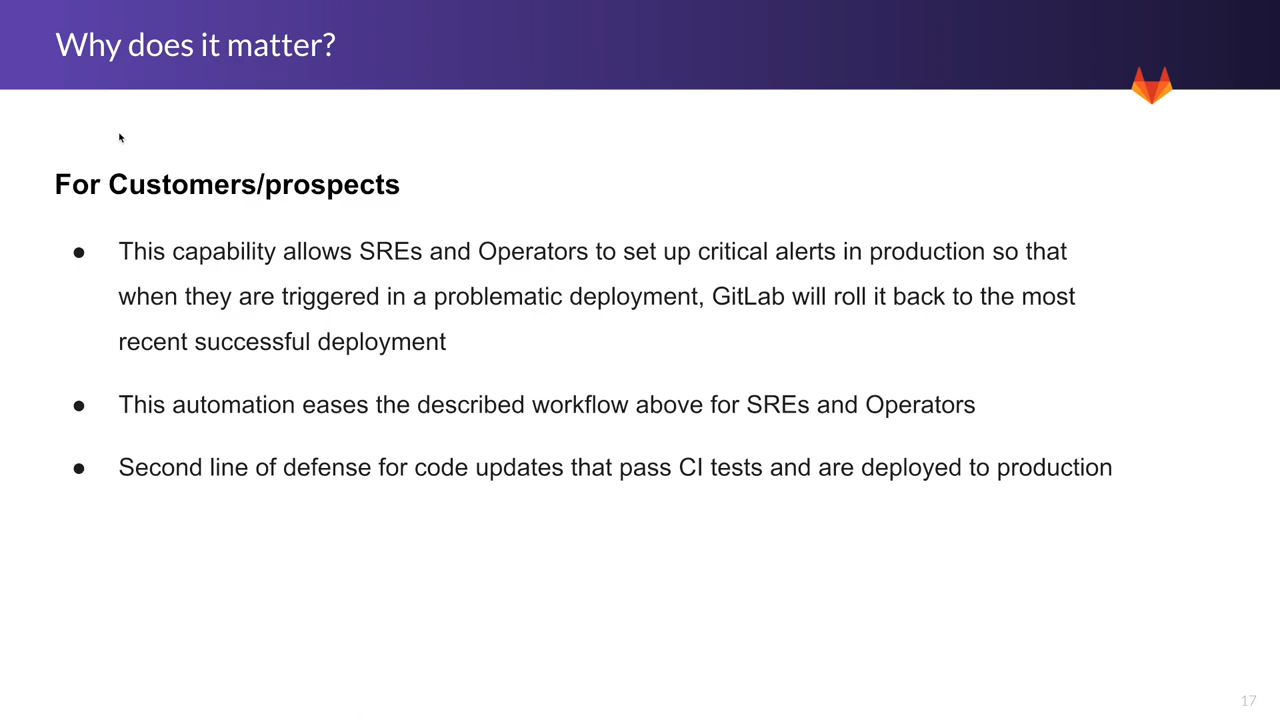 Why does it matter?
For Customers/prospects
● This capability allows SREs and Operators to set up critical alerts in production so that
when they are triggered in a problematic deployment, GitLab will roll it back to the most
recent successful deployment
● This automation eases the described workflow above for SREs and Operators
● Second line of defense for code updates that pass CI tests and are deployed to production
17